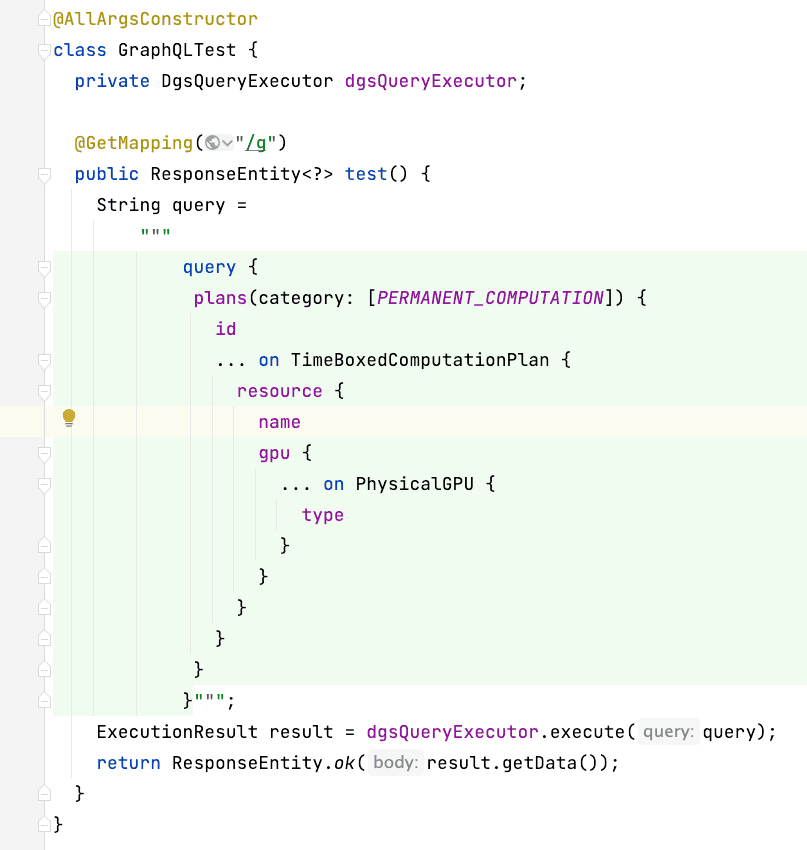 @AllArgsConstructor
class GraphQLTest {
  private DgsQueryExecutor dgsQueryExecutor;

  @GetMapping("/g")
  public ResponseEntity<?> test() {
    String query =
        """
            query {
             plans(category: [PERMANENT_COMPUTATION]) {
               id
               ... on TimeBoxedComputationPlan {
                 resource {
                   name
                   gpu {
                     ... on PhysicalGPU {
                       type
                     }
                   }
                 }
               }
             }
            }""";
    ExecutionResult result = dgsQueryExecutor.execute( query: query);
    return ResponseEntity.ok( body: result.getData());
  }
}